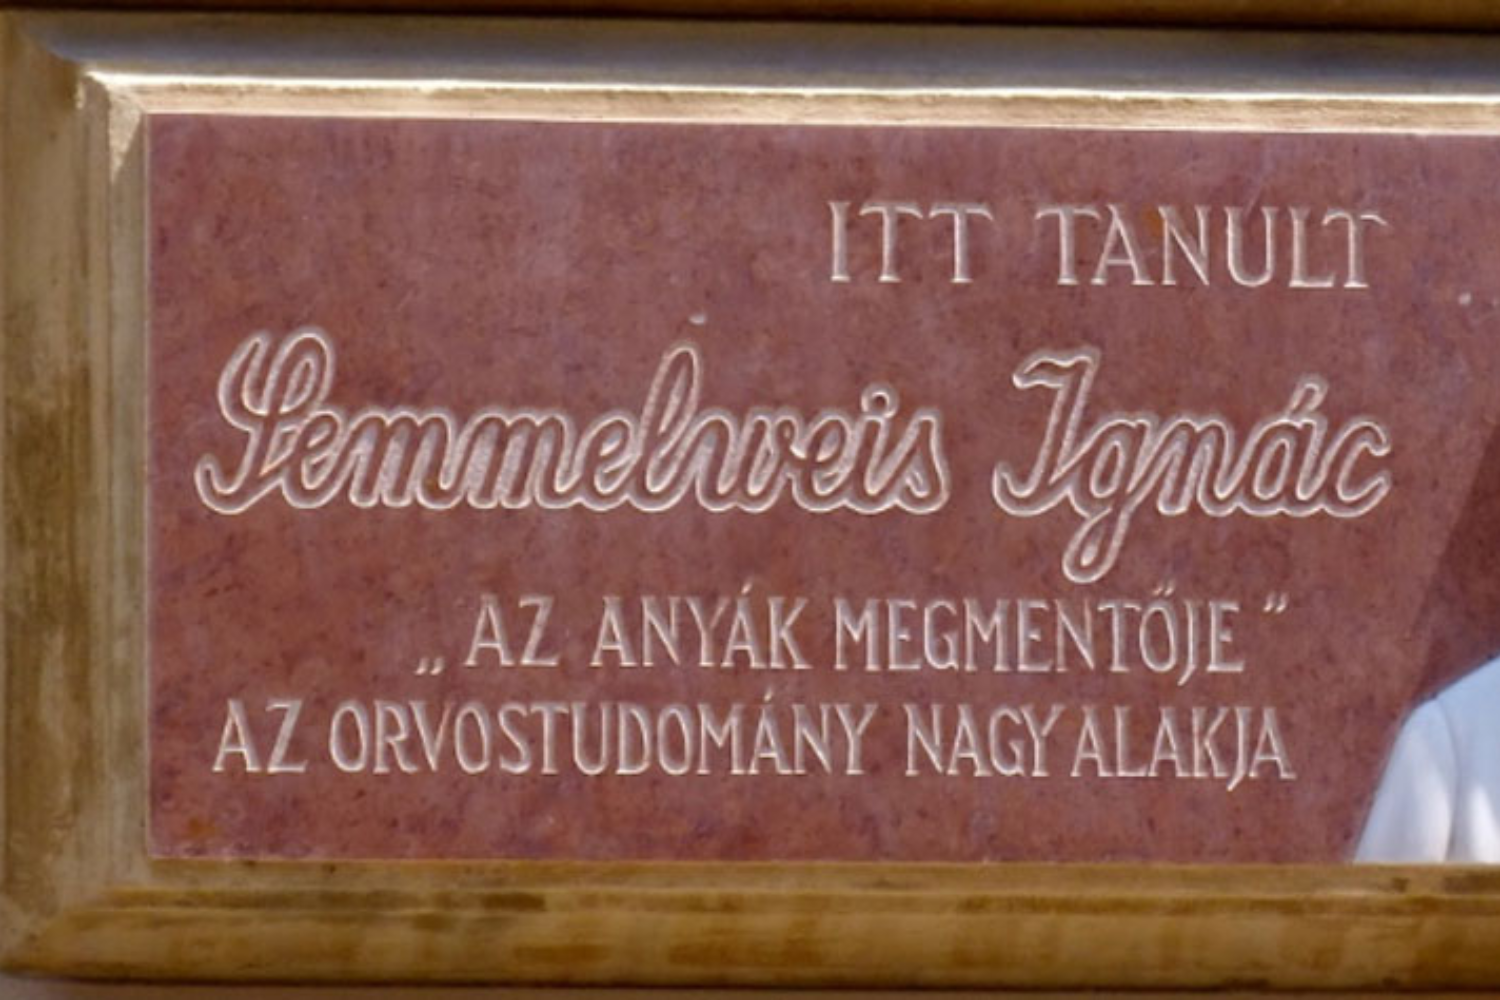 ITT TANULT
Semmelweis Ignác
„AZ ANYÁK MEGMENTŐJE”
AZ ORVOSTUDOMÁNY NAGY ALAKJA